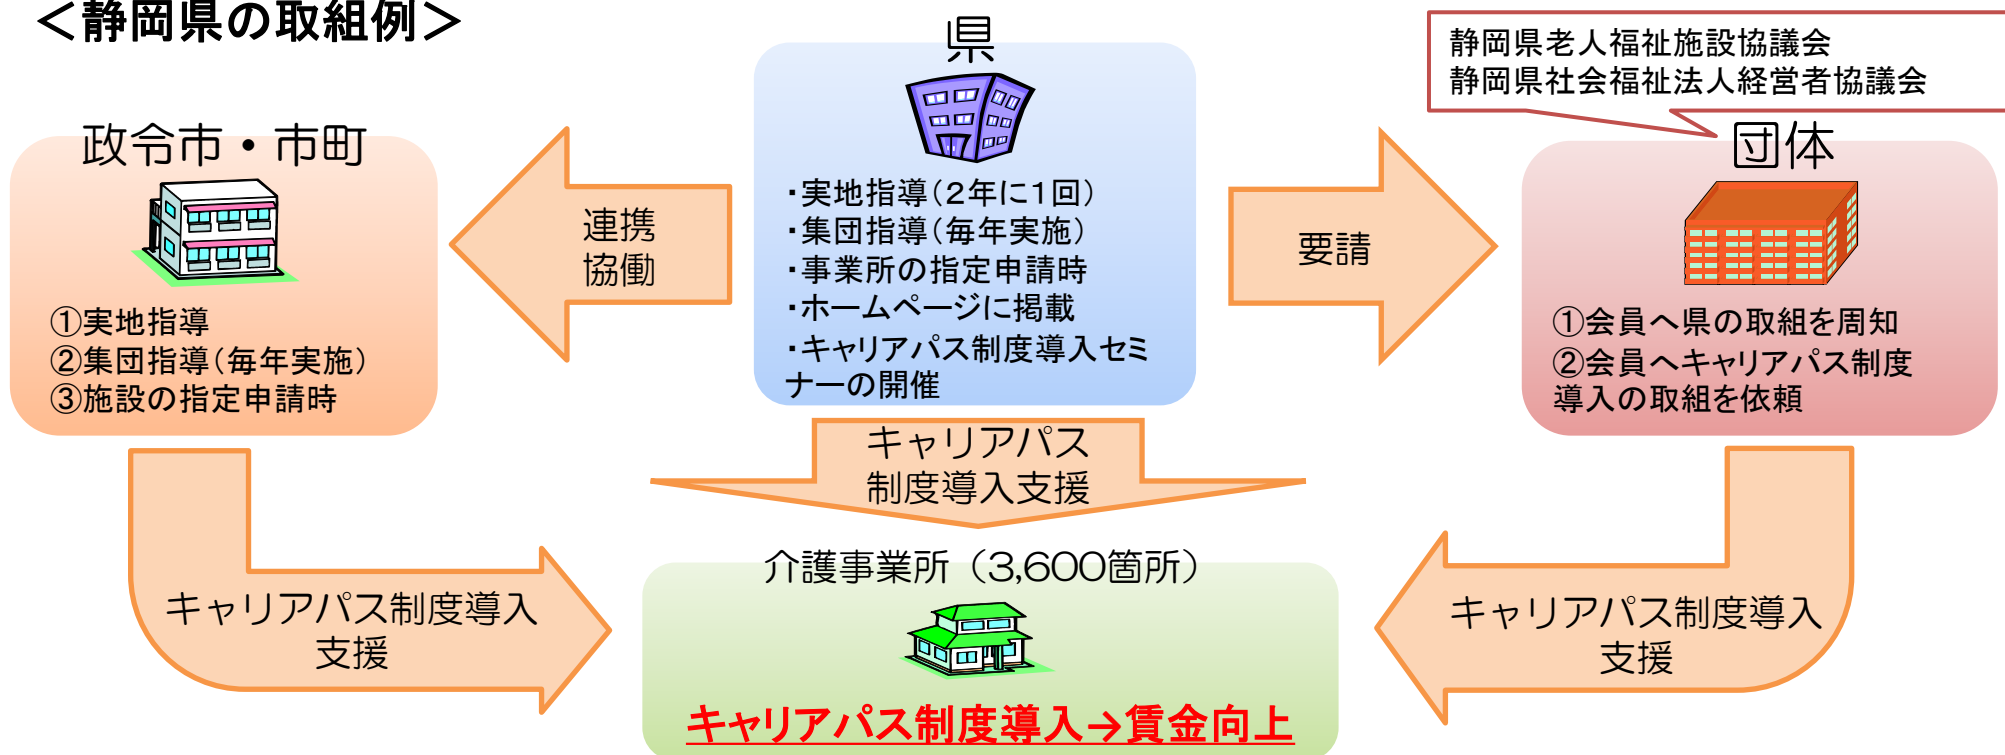 ＜静岡県の取組例＞
県
・実地指導（２年に１回）
・集団指導（毎年実施）
・事業所の指定申請時
・ホームページに掲載
・キャリアパス制度導入セミ
ナーの開催
静岡県老人福祉施設協議会
静岡県社会福祉法人経営者協議会
政令市・市町
①実地指導
②集団指導（毎年実施）
③施設の指定申請時
連携
協働
要請
団体
①会員へ県の取組を周知
②会員へキャリアパス制度
導入の取組を依頼
キャリアパス
制度導入支援
キャリアパス制度導入
支援
介護事業所（3,600箇所）
キャリアパス制度導入→賃金向上
キャリアパス制度導入
支援